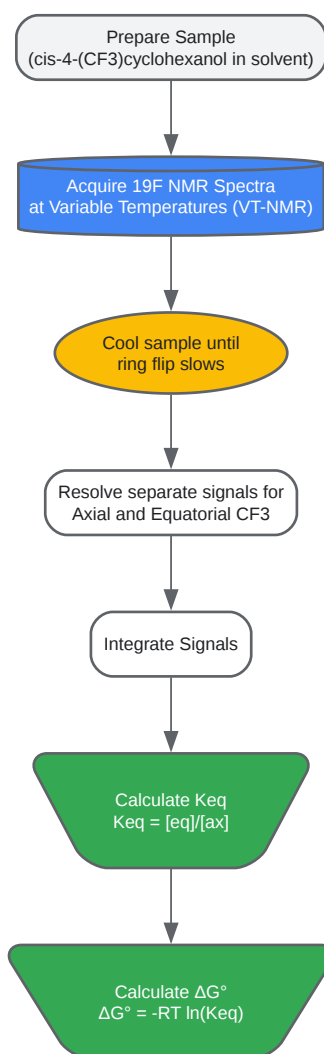 Prepare Sample
(cis-4-(CF3)cyclohexanol in solvent)
Acquire 19F NMR Spectra
at Variable Temperatures (VT-NMR)
Cool sample until
ring flip slows
Resolve separate signals for
Axial and Equatorial CF3
Integrate Signals
Calculate Keq
Keq = [eq]/[ax]
Calculate ΔG°
ΔG° = -RT ln(Keq)